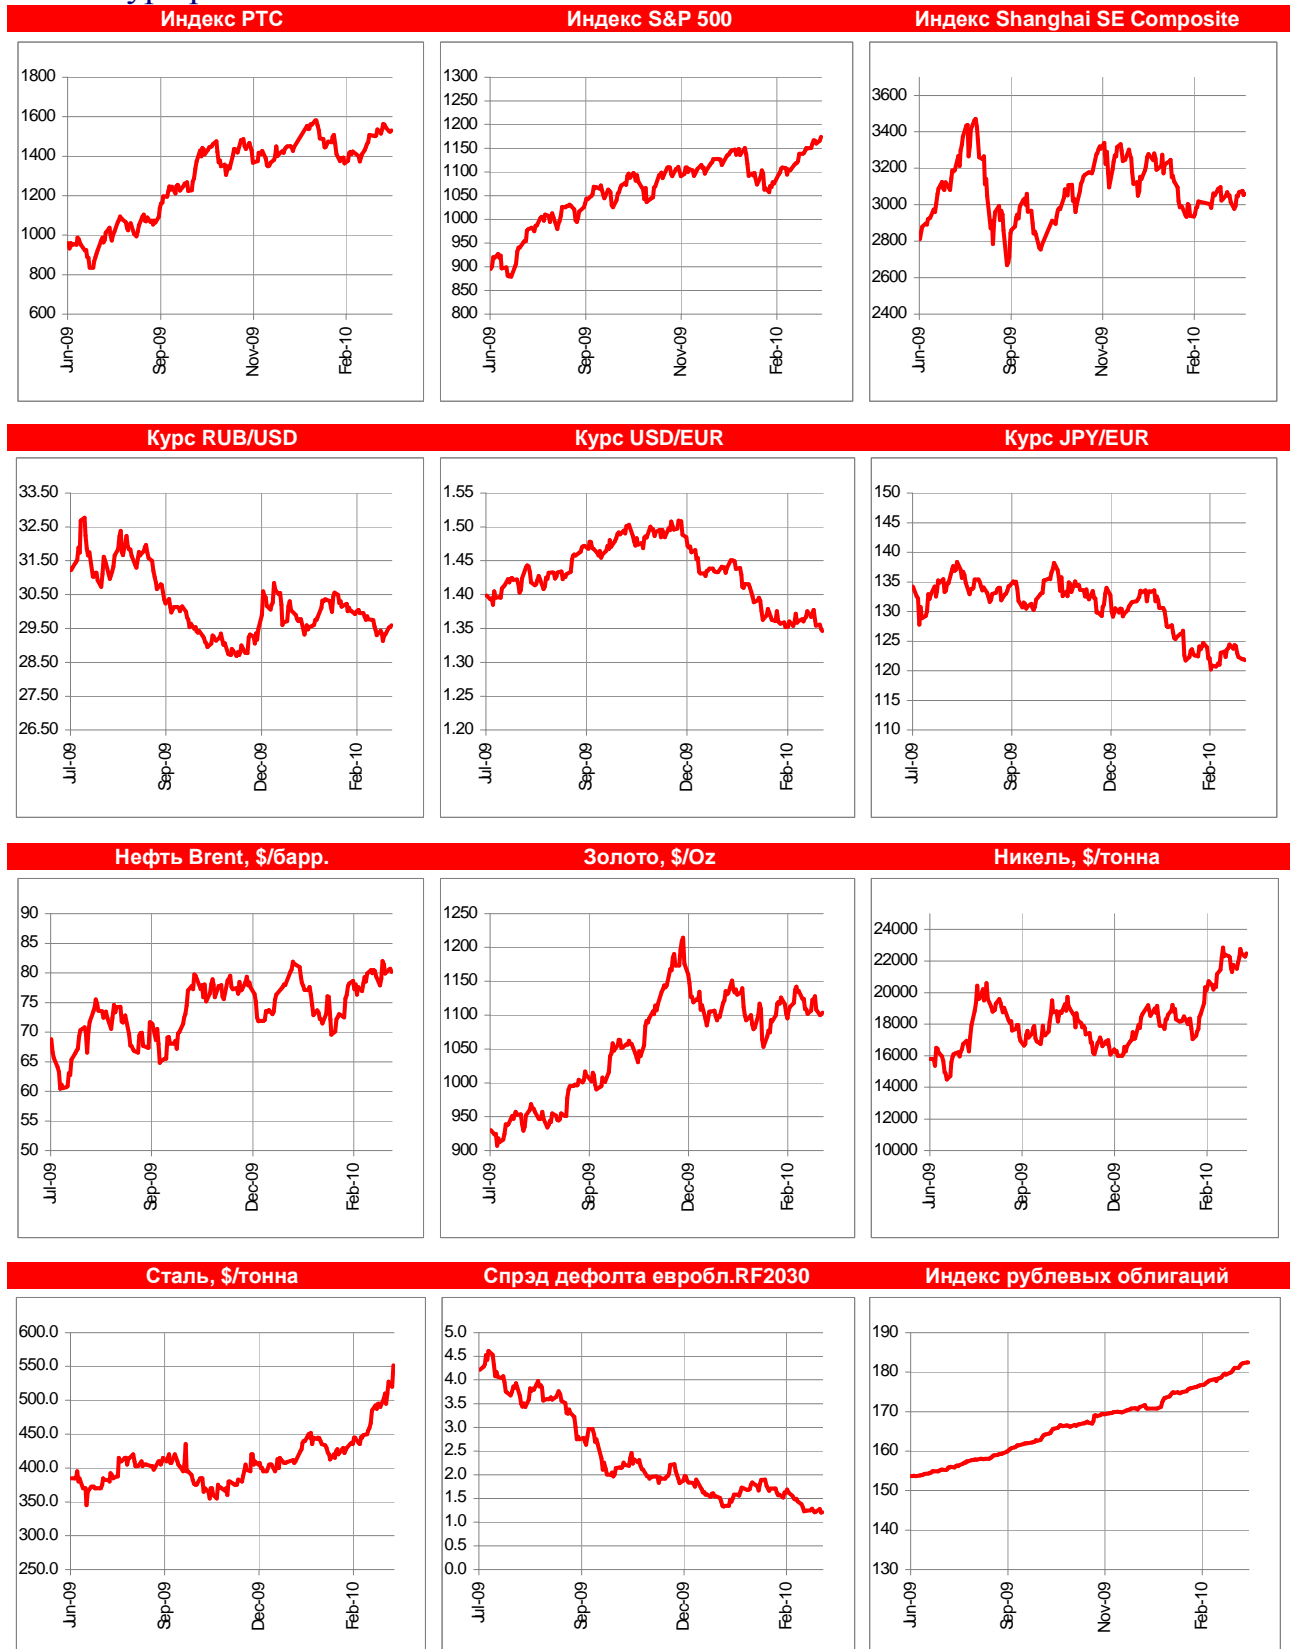 Индекс РТС
Индекс S&P 500
Индекс Shanghai SE Composite
1800
1600
1400
1200
1000
800
600
Jun-09
Sep-09
Nov-09
Feb-10
1300
1250
1200
1150
1100
1050
1000
950
900
850
800
Jun-09
Sep-09
Nov-09
Feb-10
3600
3400
3200
3000
2800
2600
2400
Jun-09
Sep-09
Nov-09
Feb-10
Курс RUB/USD
Курс USD/EUR
Курс JPY/EUR
33.50
32.50
31.50
30.50
29.50
28.50
27.50
26.50
Jul-09
Sep-09
Dec-09
Feb-10
1.55
1.50
1.45
1.40
1.35
1.30
1.25
1.20
Jul-09
Sep-09
Dec-09
Feb-10
150
145
140
135
130
125
120
115
110
Jul-09
Sep-09
Dec-09
Feb-10
Нефть Brent, $/барр.
Золото, $/Oz
Никель, $/тонна
90
85
80
75
70
65
60
55
50
Jul-09
Sep-09
Dec-09
Feb-10
1250
1200
1150
1100
1050
1000
950
900
Jul-09
Sep-09
Dec-09
Feb-10
24000
22000
20000
18000
16000
14000
12000
10000
Jun-09
Sep-09
Dec-09
Feb-10
Сталь, $/тонна
Спрэд дефолта евробл.RF2030
Индекс рублевых облигаций
600.0
550.0
500.0
450.0
400.0
350.0
300.0
250.0
Jun-09
Sep-09
Dec-09
Feb-10
5.0
4.5
4.0
3.5
3.0
2.5
2.0
1.5
1.0
0.5
0.0
Jul-09
Sep-09
Dec-09
Feb-10
190
180
170
160
150
140
130
Jun-09
Sep-09
Nov-09
Feb-10